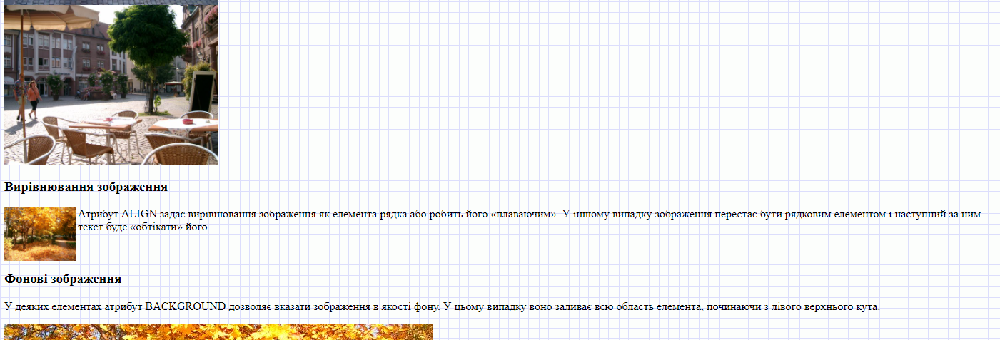 Вирівнювання зображення
Атрибут ALIGN задає вирівнювання зображення як елемента рядка або робить його «плаваючим». У іншому випадку зображення перестає бути рядковим елементом і наступний за ним
текст буде «обтікати» його.
Фонові зображення
У деяких елементах атрибут BACKGROUND дозволяє вказати зображення в якості фону. У цьому випадку воно заливає всю область елемента, починаючи з лівого верхнього кута.